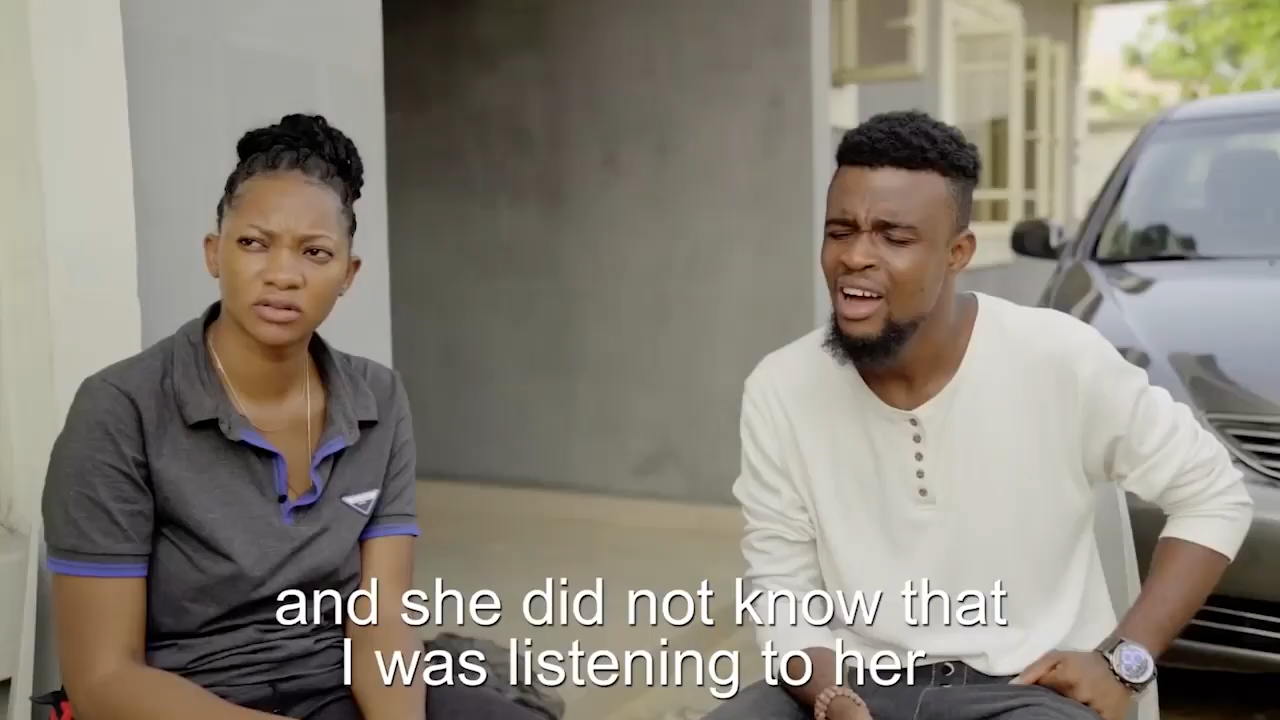 and she did not know that
I was listening to her